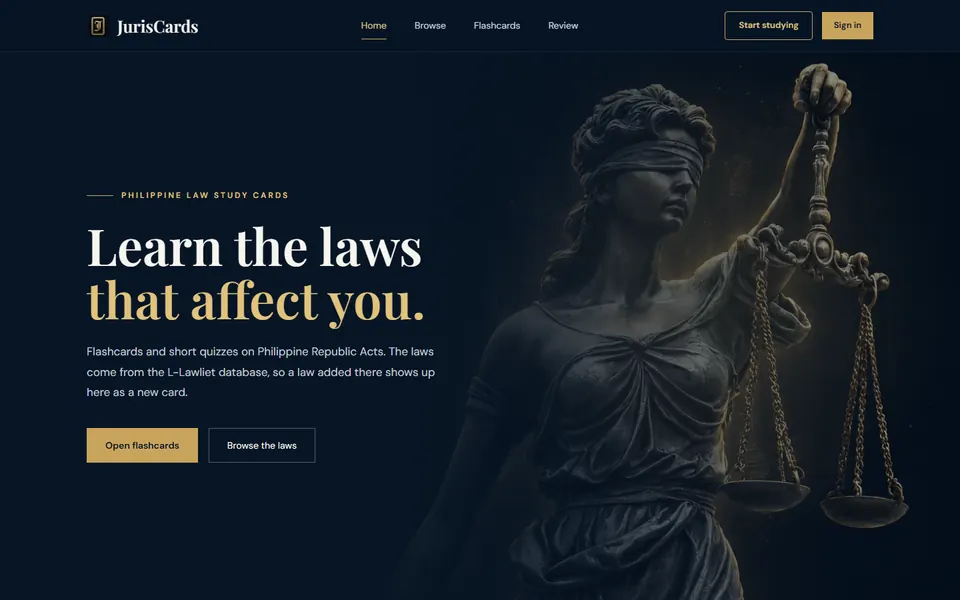 JurisCards
Home
Browse
Flashcards
Review
Start studying
Sign in
PHILIPPINE LAW STUDY CARDS
Learn the laws
that affect you.
Flashcards and short quizzes on Philippine Republic Acts. The laws
come from the L-Lawliet database, so a law added there shows up
here as a new card.
Open flashcards
Browse the laws